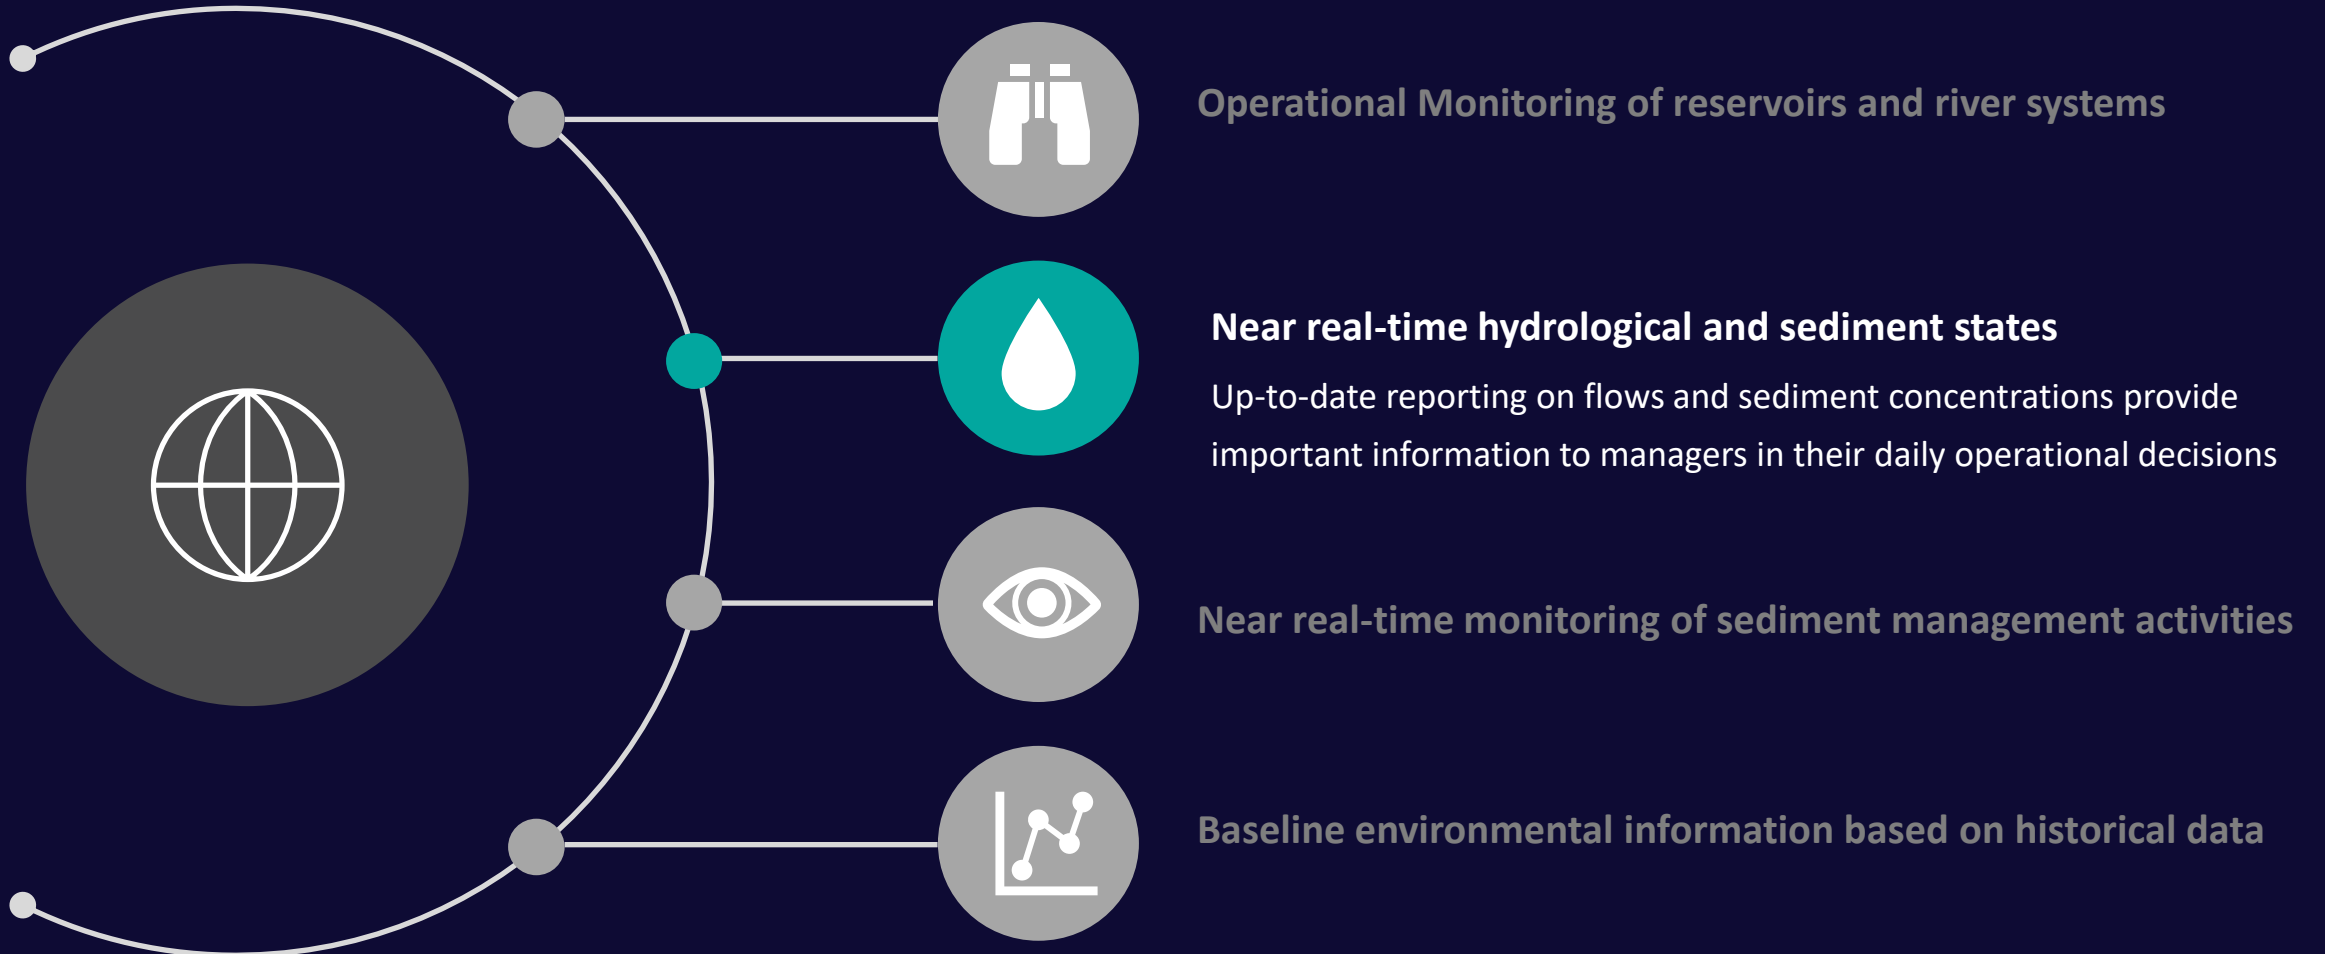 Operational Monitoring of reservoirs and river systems
Near real-time hydrological and sediment states
Up-to-date reporting on flows and sediment concentrations provide
important information to managers in their daily operational decisions
Near real-time monitoring of sediment management activities
Baseline environmental information based on historical data